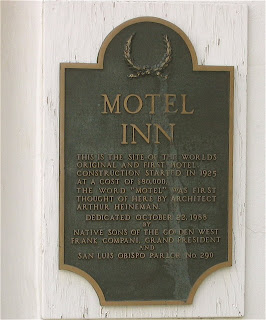 MOTEL
INN
THIS IS THE SITE OF THE WORLD'S
ORIGINAL AND FIRST MOTEL
CONSTRUCTION STARTED IN 1925
AT A COST OF $80,000.
THE WORD "MOTEL" WAS FIRST
THOUGHT OF HERE BY ARCHITECT
ARTHUR HEINEMAN.
DEDICATED OCTOBER 22, 1988
BY
NATIVE SONS OF THE GOLDEN WEST
FRANK COMPANI, GRAND PRESIDENT
AND
SAN LUIS OBISPO PARLOR No. 290